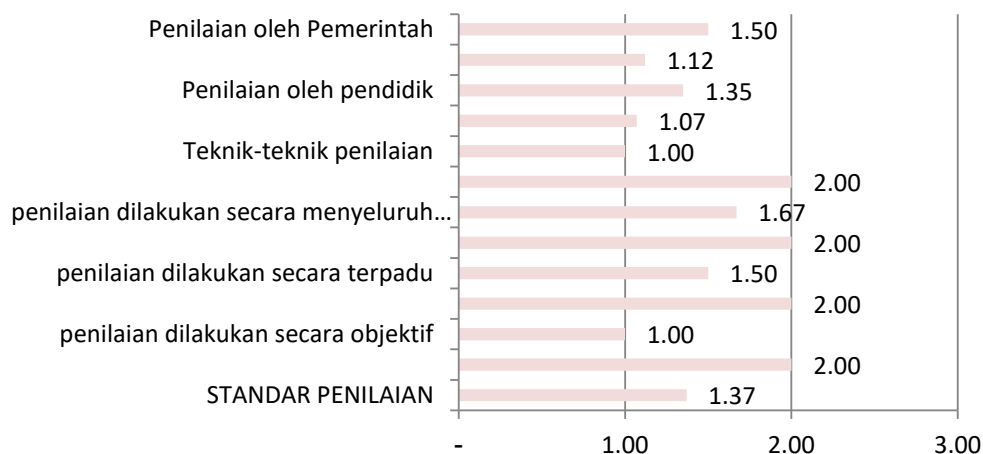 Penilaian oleh Pemerintah
1.50
1.12
Penilaian oleh pendidik
1.35
1.07
Teknik-teknik penilaian
1.00
2.00
penilaian dilakukan secara menyeluruh...
1.67
2.00
penilaian dilakukan secara terpadu
1.50
2.00
penilaian dilakukan secara objektif
1.00
2.00
STANDAR PENILAIAN
1.37
- 1.00 2.00 3.00